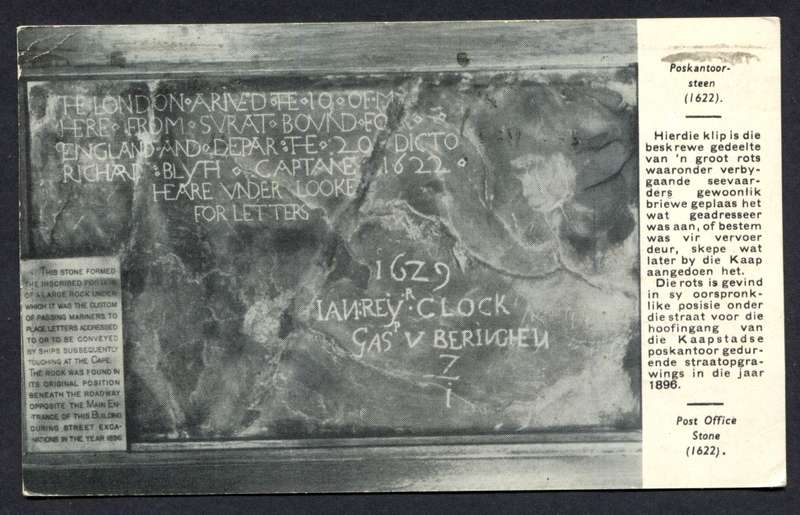 THE LONDON ARIVED THE 10 OF M
HERE FROM SVRAT BOVND FOR
ENGLAND AND DEPAR THE 20 DICTO
RICHARD BLYTH CAPTANE 1622
HEARE VNDER LOOKE
FOR LETTERS
1629
IAN·REYR·CLOCK
GASP V BERINGHEN
7
1
THIS STONE FORMED
THE INSCRIBED PORTION
OF A LARGE ROCK UNDER
WHICH IT WAS THE CUSTOM
OF PASSING MARINERS TO
PLACE LETTERS ADDRESSED
TO OR TO BE CONVEYED
BY SHIPS SUBSEQUENTLY
TOUCHING AT THE CAPE.
THE ROCK WAS FOUND IN
ITS ORIGINAL POSITION
BENEATH THE ROADWAY
OPPOSITE THE MAIN EN-
TRANCE OF THIS BUILDING
DURING STREET EXCA-
VATIONS IN THE YEAR 1896
Poskantoor-
steen
(1622).
Hierdie klip is die
beskrewe gedeelte
van 'n groot rots
waaronder verby-
gaande seevaar-
ders gewoonlik
briewe geplaas het
wat geadresseer
was aan, of bestem
was vir vervoer
deur, skepe wat
later by die Kaap
aangedoen het.
Die rots is gevind
in sy oorspronk-
like posisie onder
die straat voor die
hoofingang van
die Kaapstadse
poskantoor gedur-
ende straatopgra-
wings in die jaar
1896.
Post Office
Stone
(1622).